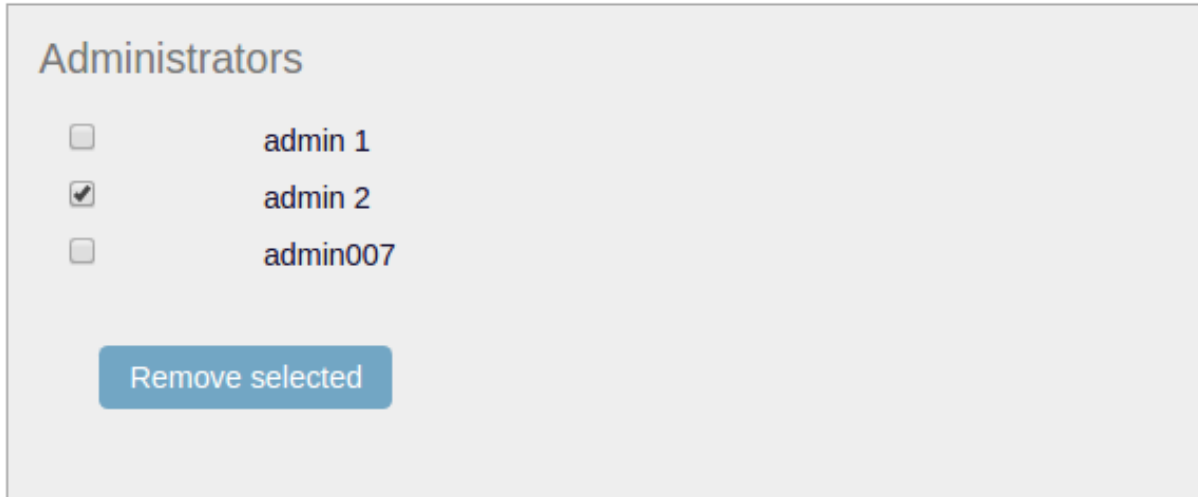 Administrators
admin 1
admin 2
admin007
Remove selected